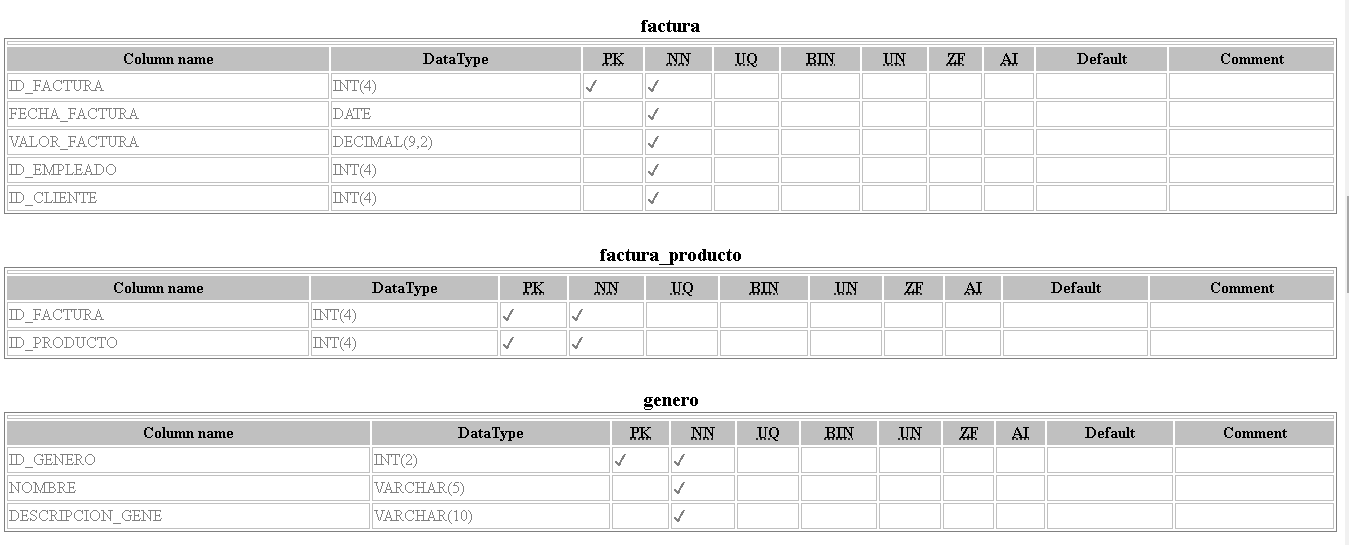 factura
Column name DataType PK NN UQ BIN UN ZF AI Default Comment
ID_FACTURA INT(4) ✓ ✓
FECHA_FACTURA DATE ✓
VALOR_FACTURA DECIMAL(9,2) ✓
ID_EMPLEADO INT(4) ✓
ID_CLIENTE INT(4) ✓
factura_producto
Column name DataType PK NN UQ BIN UN ZF AI Default Comment
ID_FACTURA INT(4) ✓ ✓
ID_PRODUCTO INT(4) ✓ ✓
genero
Column name DataType PK NN UQ BIN UN ZF AI Default Comment
ID_GENERO INT(2) ✓ ✓
NOMBRE VARCHAR(5) ✓
DESCRIPCION_GENE VARCHAR(10) ✓